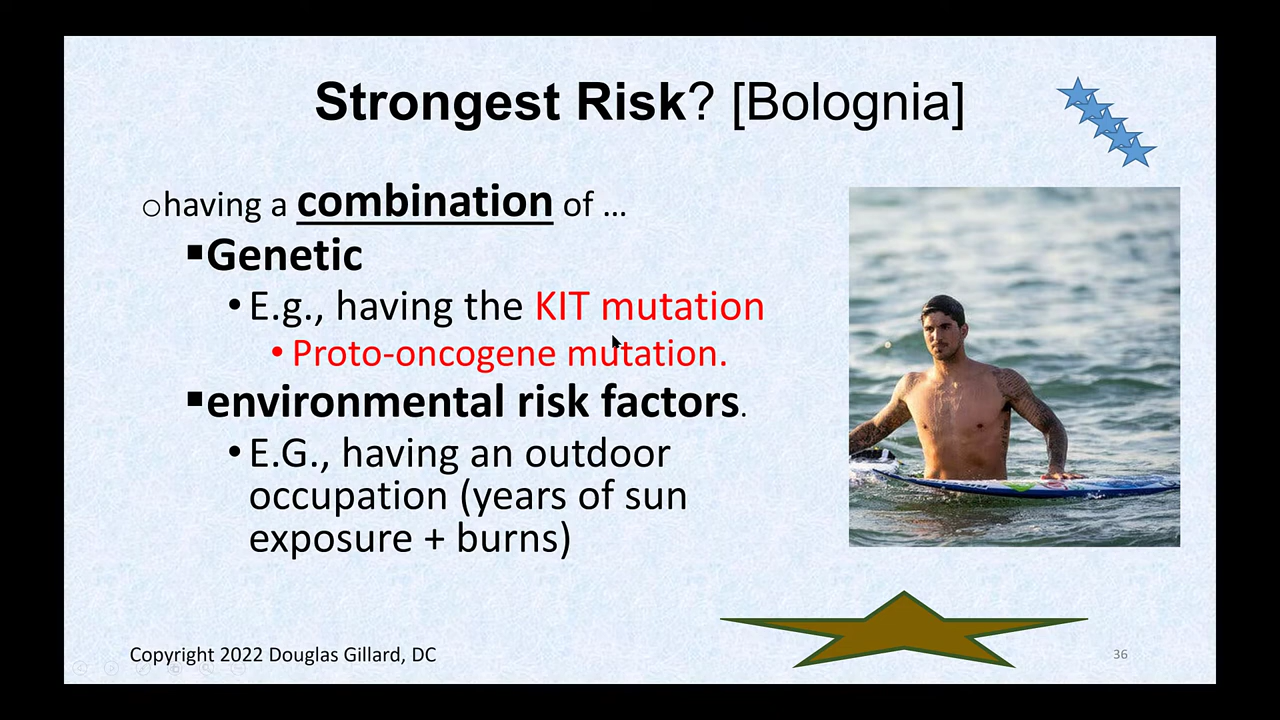 Strongest Risk? [Bolognia]
○having a combination of …
▪Genetic
• E.g., having the KIT mutation
• Proto-oncogene mutation.
▪environmental risk factors.
• E.G., having an outdoor
occupation (years of sun
exposure + burns)
Copyright 2022 Douglas Gillard, DC
36